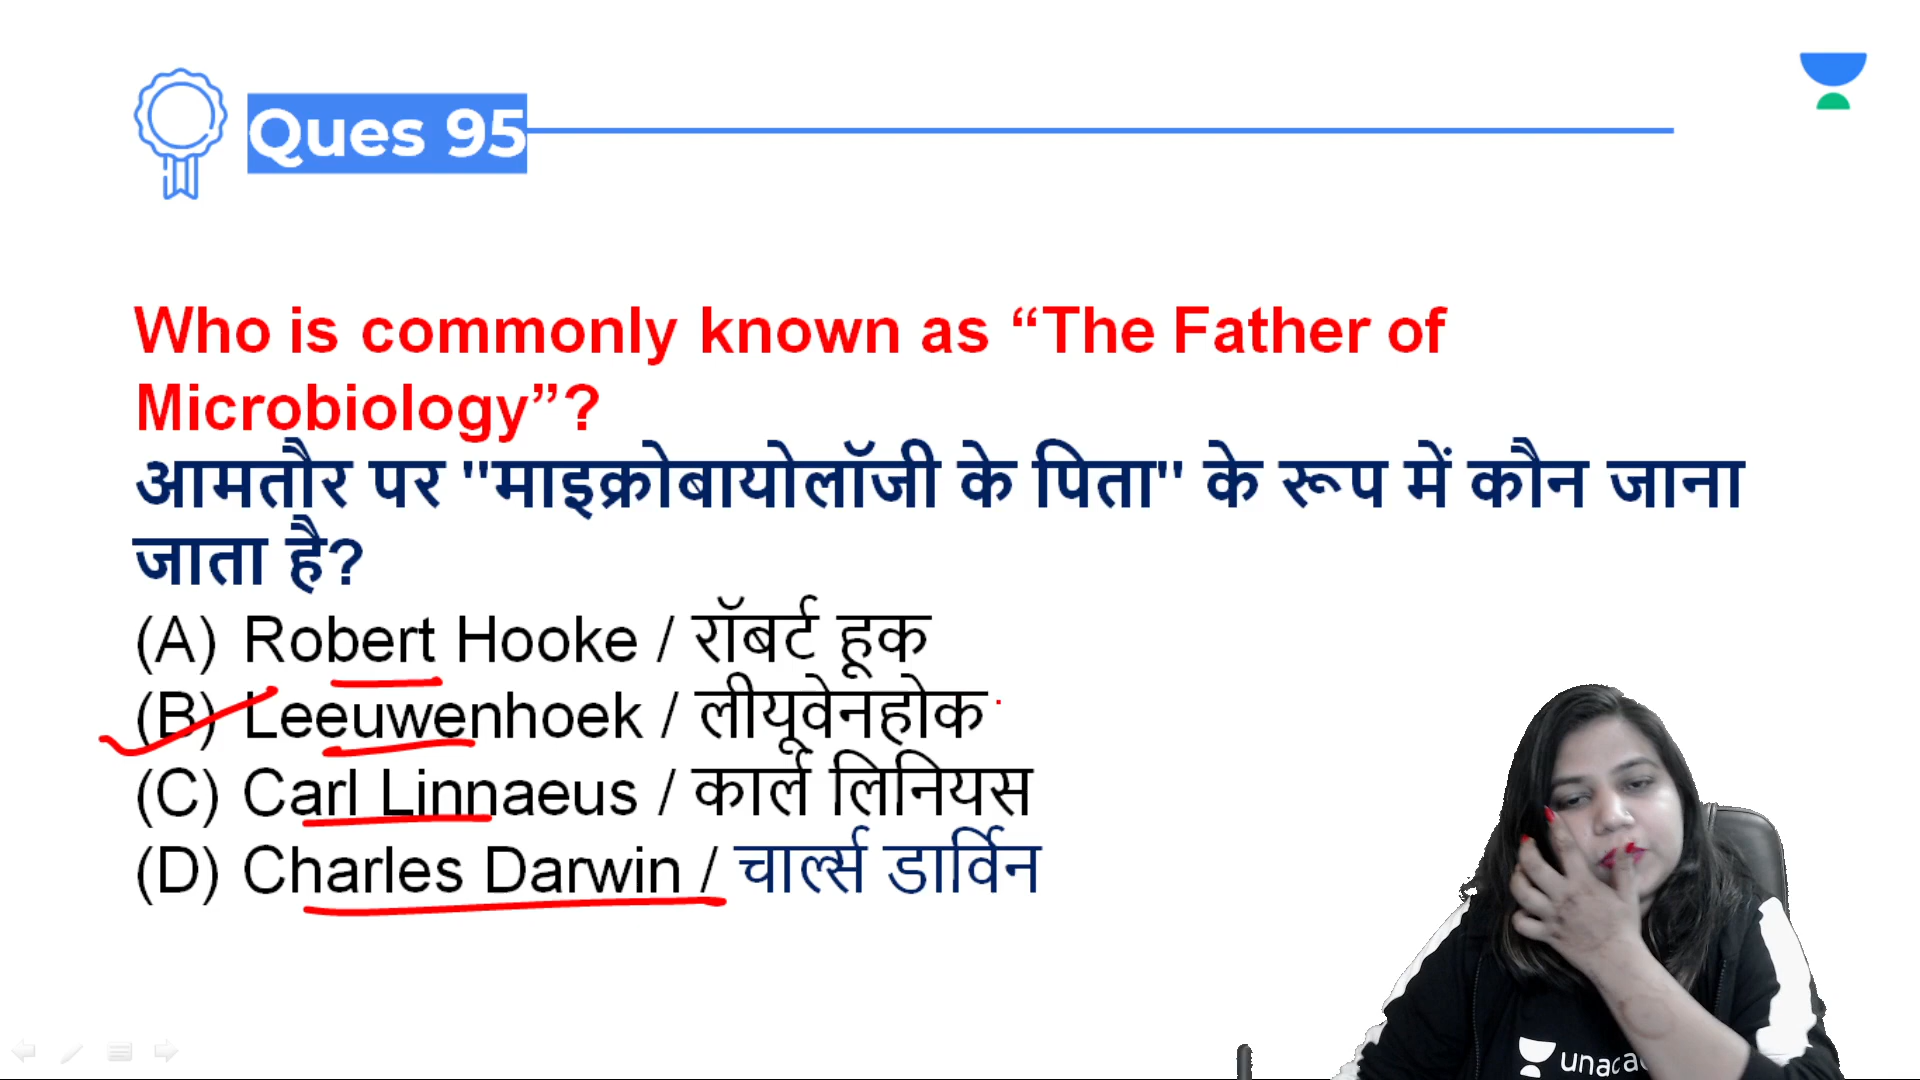 Ques 95
Who is commonly known as “The Father of
Microbiology”?
आमतौर पर "माइक्रोबायोलॉजी के पिता" के रूप में कौन जाना
जाता है?
(A) Robert Hooke / रॉबर्ट हूक
(B) Leeuwenhoek / लीयूवेनहोक
(C) Carl Linnaeus / कार्ल लिनियस
(D) Charles Darwin / चार्ल्स डार्विन